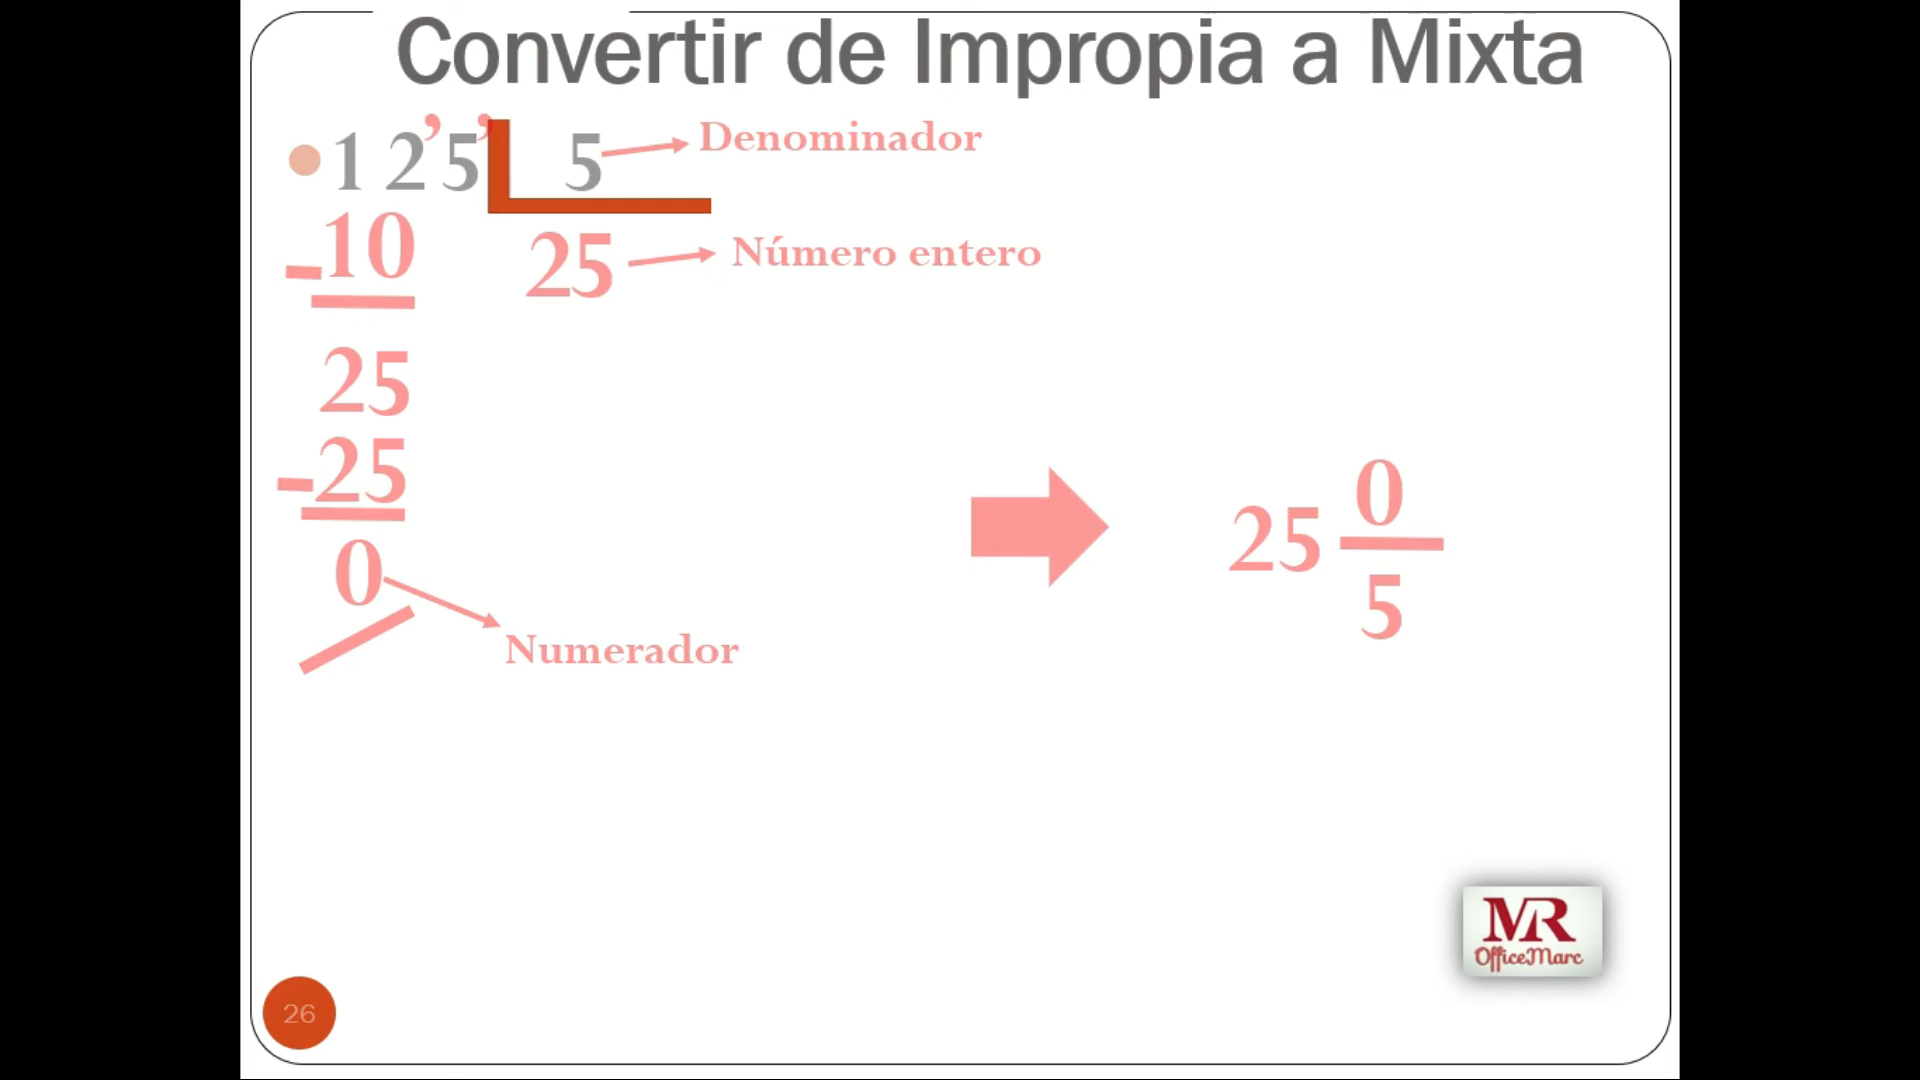 Convertir de Impropia a Mixta
1 2’5’ 5 Denominador
-10
25 Número entero
25
-25
0
Numerador
25 0/5
MR
OfficeMarc
26